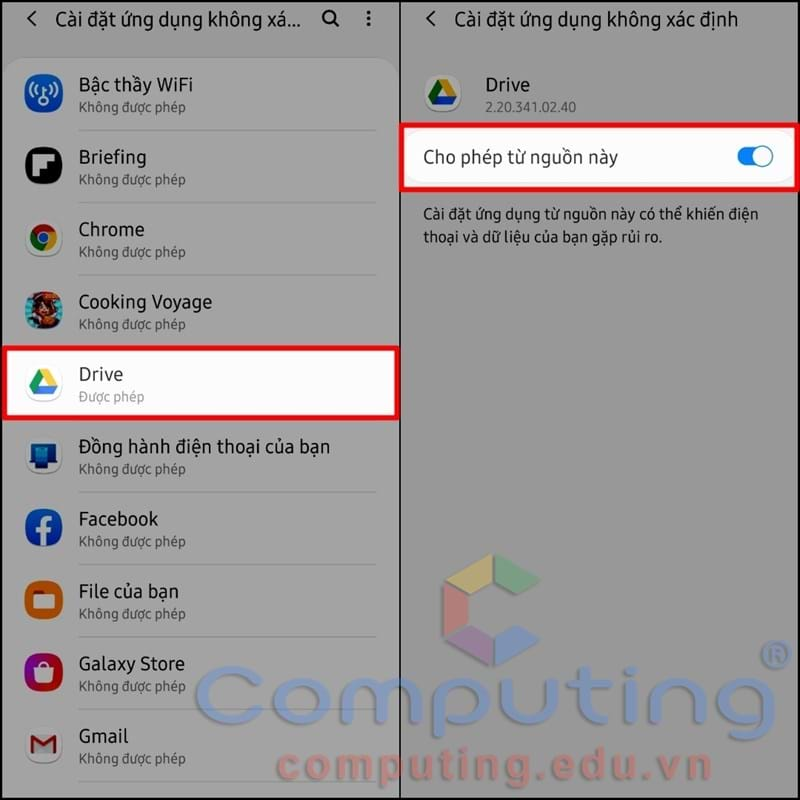 Cài đặt ứng dụng không xá...
Bậc thầy WiFi
Không được phép
Briefing
Không được phép
Chrome
Không được phép
Cooking Voyage
Không được phép
Drive
Được phép
Đồng hành điện thoại của bạn
Không được phép
Facebook
Không được phép
File của bạn
Không được phép
Galaxy Store
Không được phép
Gmail
Không được phép
Cài đặt ứng dụng không xác định
Drive
2.20.341.02.40
Cho phép từ nguồn này
Cài đặt ứng dụng từ nguồn này có thể khiến điện
thoại và dữ liệu của bạn gặp rủi ro.
Computing®
computing.edu.vn